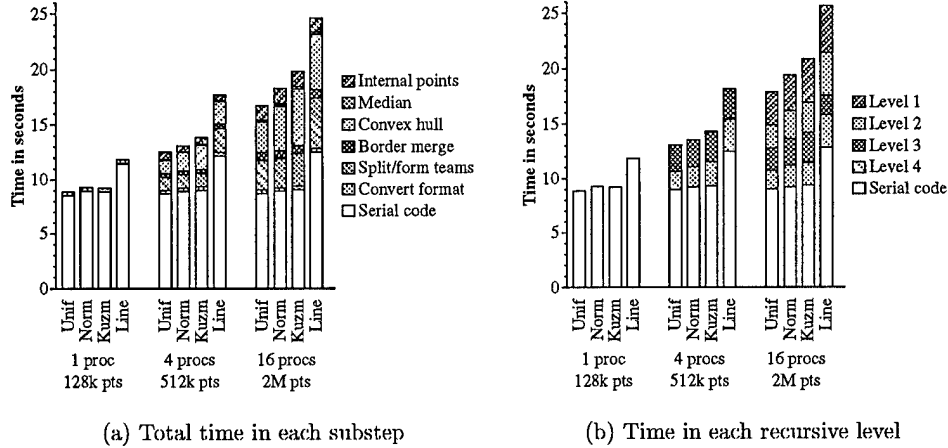 25
20
15
10
5
0
Time in seconds
Internal points
Median
Convex hull
Border merge
Split/form teams
Convert format
Serial code
Unif
Norm
Kuzm
Line
Unif
Norm
Kuzm
Line
Unif
Norm
Kuzm
Line
1 proc
128k pts
4 procs
512k pts
16 procs
2M pts
(a) Total time in each substep
25
20
15
10
5
0
Time in seconds
Level 1
Level 2
Level 3
Level 4
Serial code
Unif
Norm
Kuzm
Line
Unif
Norm
Kuzm
Line
Unif
Norm
Kuzm
Line
1 proc
128k pts
4 procs
512k pts
16 procs
2M pts
(b) Time in each recursive level